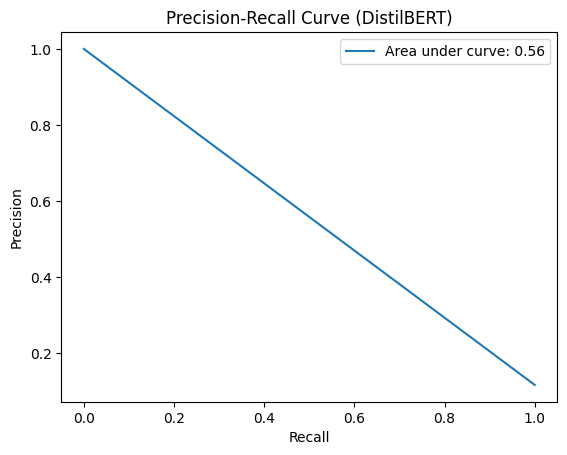 Precision-Recall Curve (DistilBERT)
Area under curve: 0.56
1.0
0.8
0.6
0.4
0.2
Precision
0.0 0.2 0.4 0.6 0.8 1.0
Recall